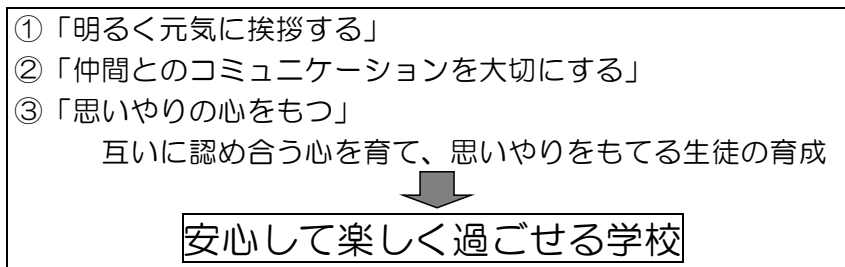 ①「明るく元気に挨拶する」
②「仲間とのコミュニケーションを大切にする」
③「思いやりの心をもつ」
互いに認め合う心を育て、思いやりをもてる生徒の育成
安心して楽しく過ごせる学校